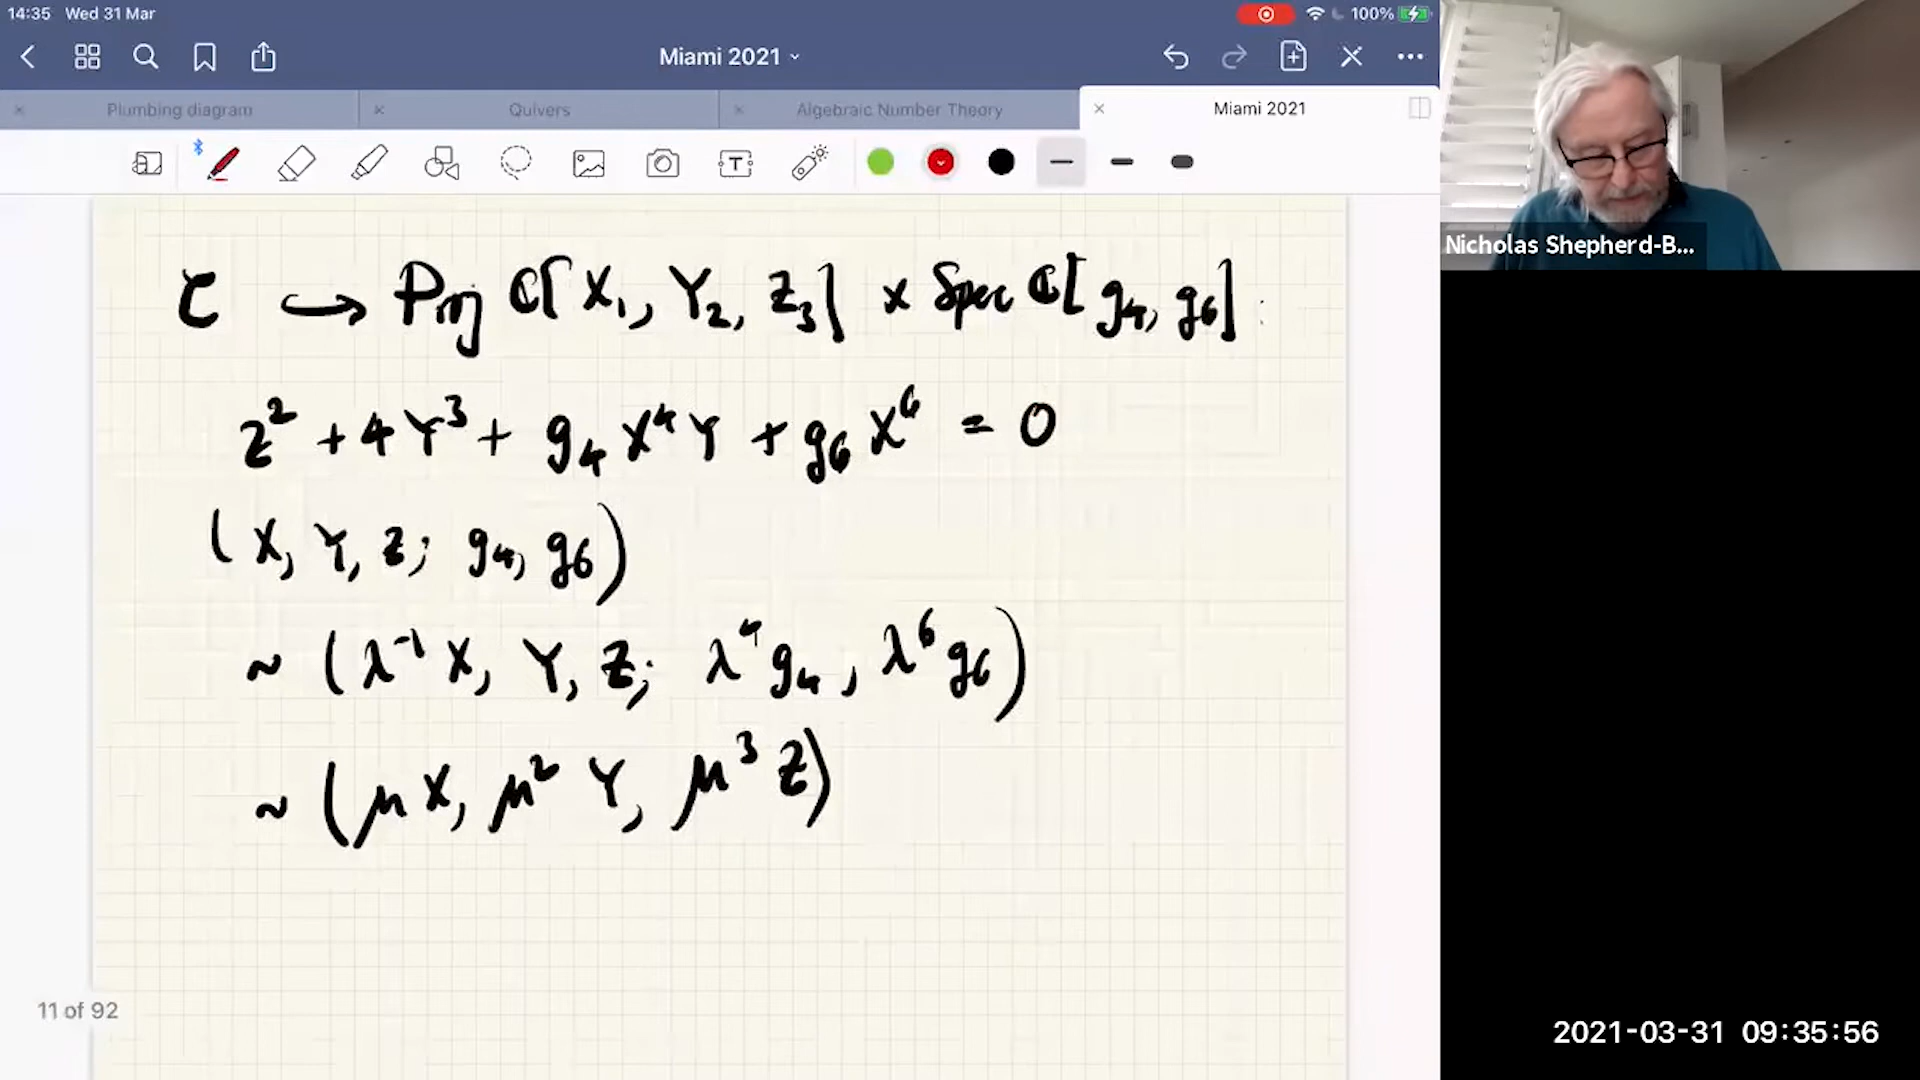 14:35 Wed 31 Mar 100%
Miami 2021
Plumbing diagram Quivers Algebraic Number Theory Miami 2021
Nicholas Shepherd-B...
C ↪ Proj ℂ[X₁, Y₂, Z₃] × Spec ℂ[g₄, g₆] :
Z² + 4Y³ + g₄X⁴Y + g₆X⁶ = 0
(X, Y, Z; g₄, g₆)
~ (λ⁻¹X, Y, Z; λ⁴g₄, λ⁶g₆)
~ (μX, μ²Y, μ³Z)
11 of 92
2021-03-31 09:35:56